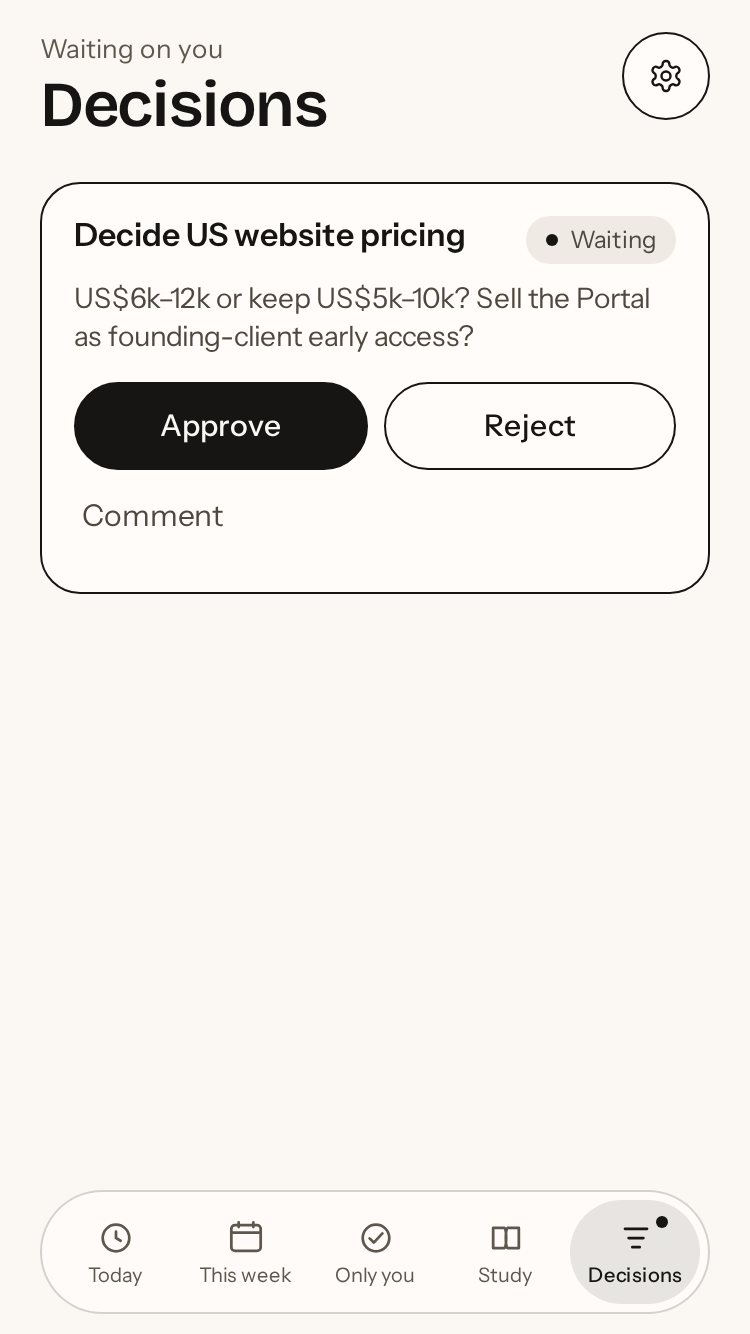 Waiting on you
Decisions
Decide US website pricing
Waiting
US$6k–12k or keep US$5k–10k? Sell the Portal
as founding-client early access?
Approve
Reject
Comment
Today
This week
Only you
Study
Decisions